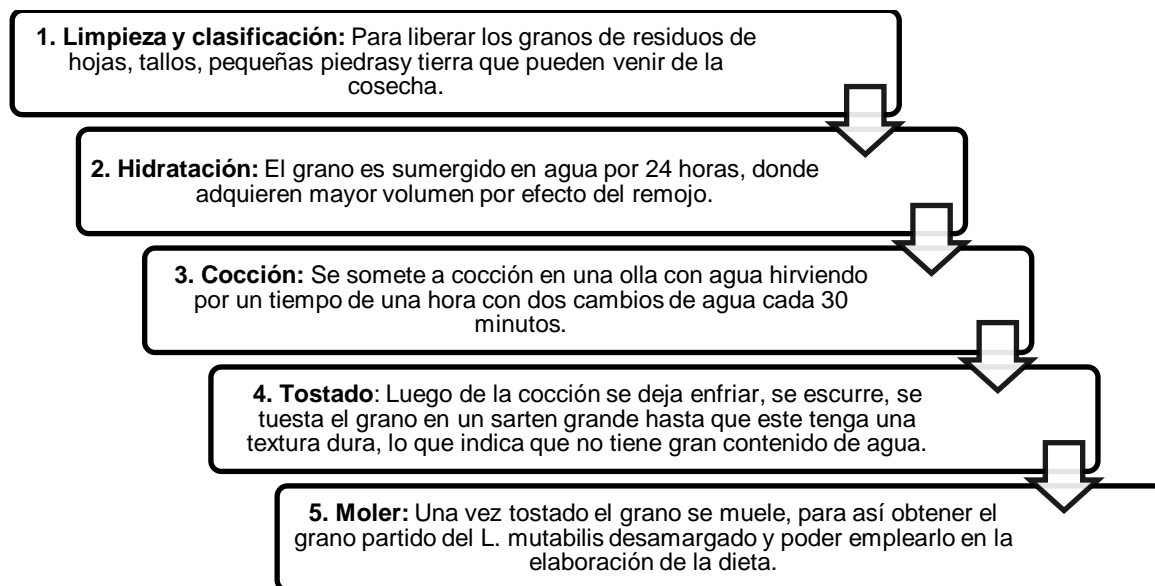 1. Limpieza y clasificación: Para liberar los granos de residuos de
hojas, tallos, pequeñas piedrasy tierra que pueden venir de la
cosecha.
2. Hidratación: El grano es sumergido en agua por 24 horas, donde
adquieren mayor volumen por efecto del remojo.
3. Cocción: Se somete a cocción en una olla con agua hirviendo
por un tiempo de una hora con dos cambios de agua cada 30
minutos.
4. Tostado: Luego de la cocción se deja enfriar, se escurre, se
tuesta el grano en un sarten grande hasta que este tenga una
textura dura, lo que indica que no tiene gran contenido de agua.
5. Moler: Una vez tostado el grano se muele, para así obtener el
grano partido del L. mutabilis desamargado y poder emplearlo en la
elaboración de la dieta.